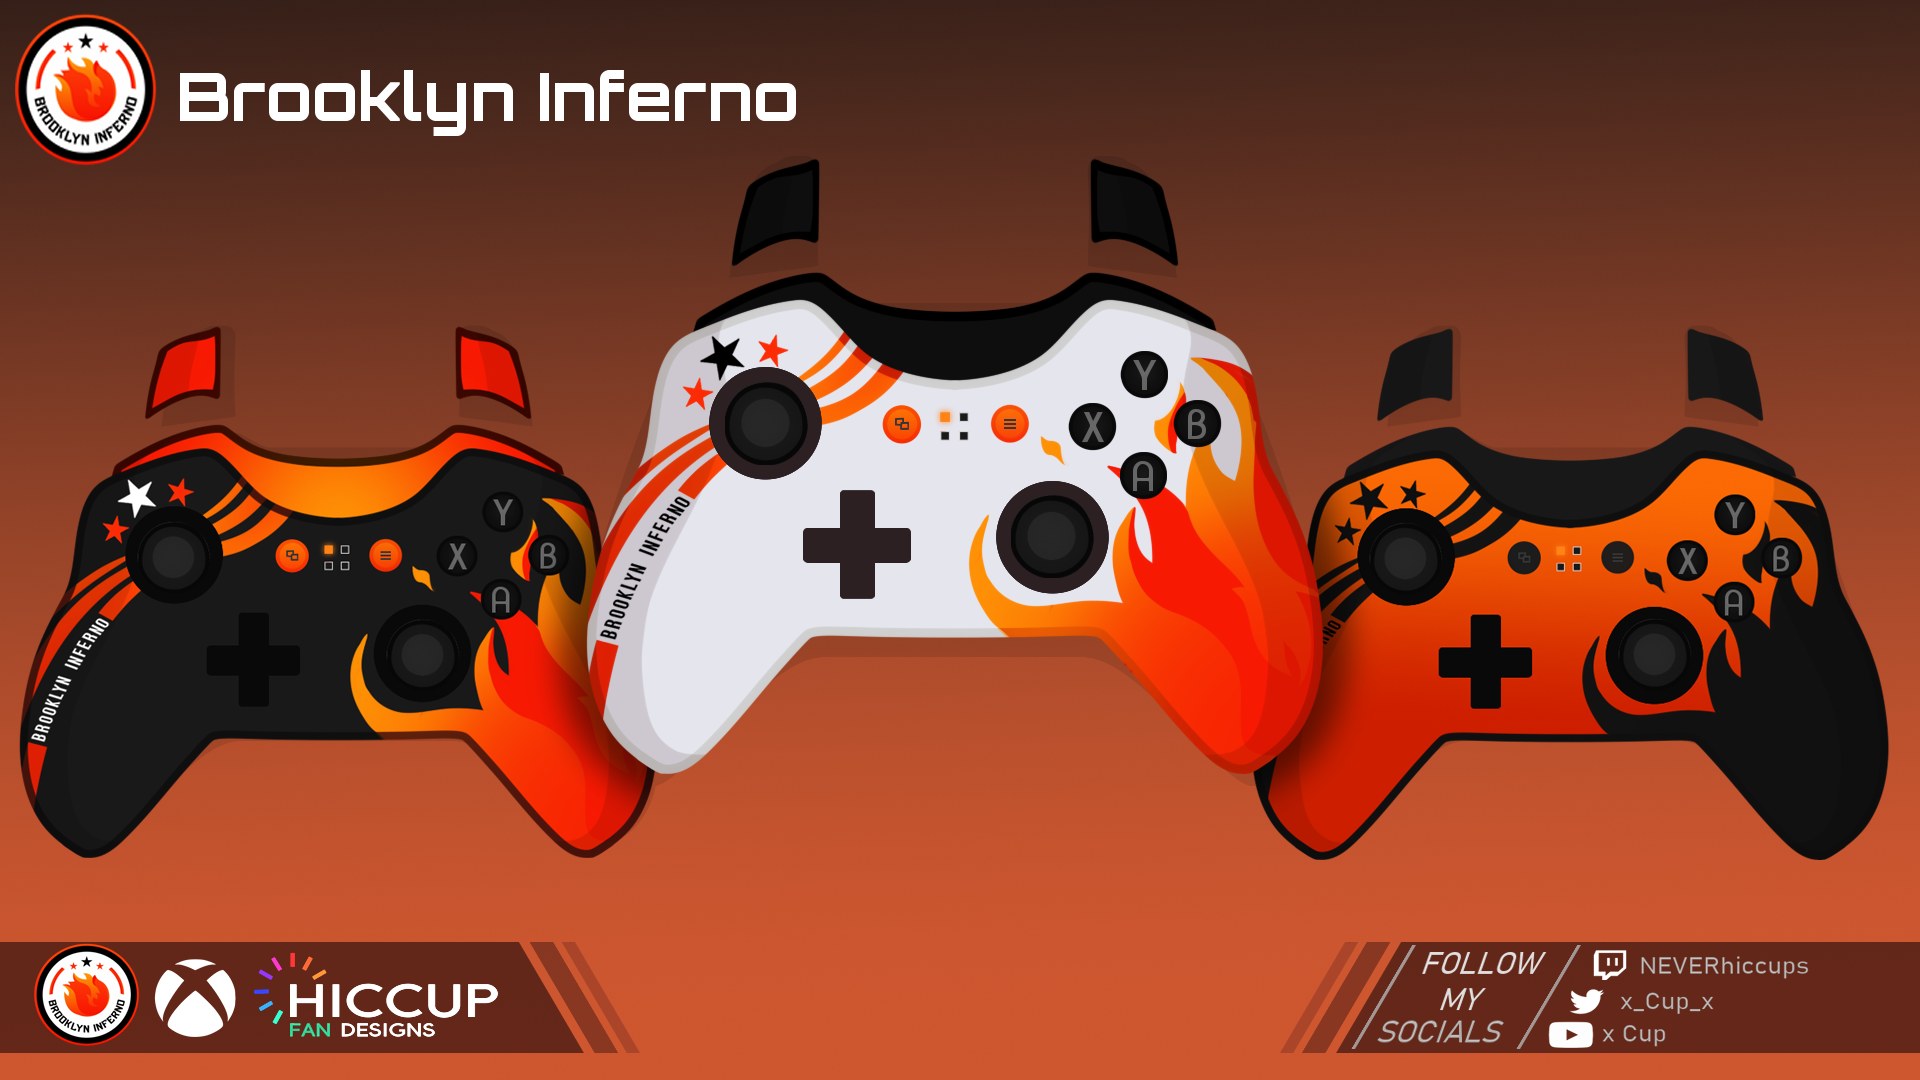 BROOKLYN INFERNO
Brooklyn Inferno
Y
X
B
A
BROOKLYN INFERNO
Y
X
B
A
BROOKLYN INFERNO
Y
X
B
A
RNO
BROOKLYN INFERNO
HICCUP
FAN DESIGNS
FOLLOW
MY
SOCIALS
NEVERhiccups
x_Cup_x
x Cup